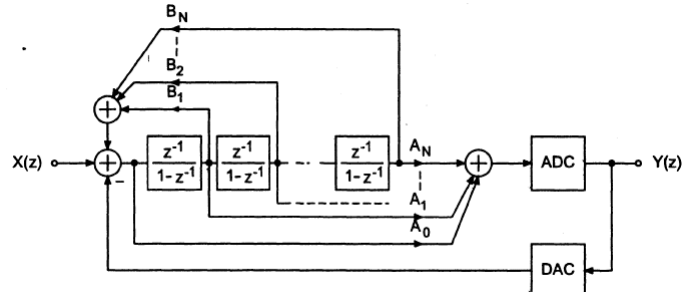 B_N
B_2
B_1
X(z)
z^-1
1-z^-1
z^-1
1-z^-1
z^-1
1-z^-1
A_N
A_1
A_0
ADC
Y(z)
DAC